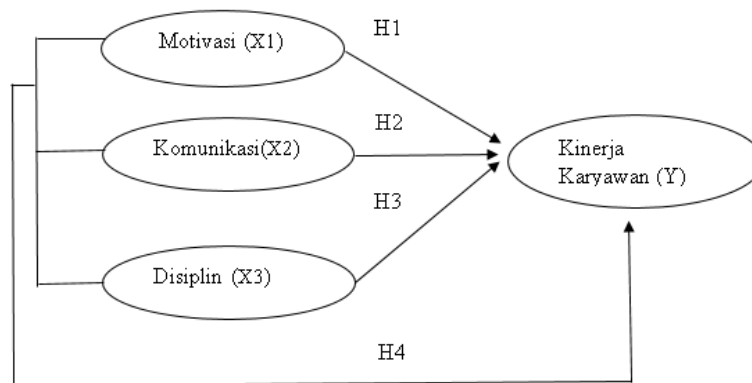 H1
Motivasi (X1)
H2
Komunikasi(X2)
Kinerja
Karyawan (Y)
H3
Disiplin (X3)
H4